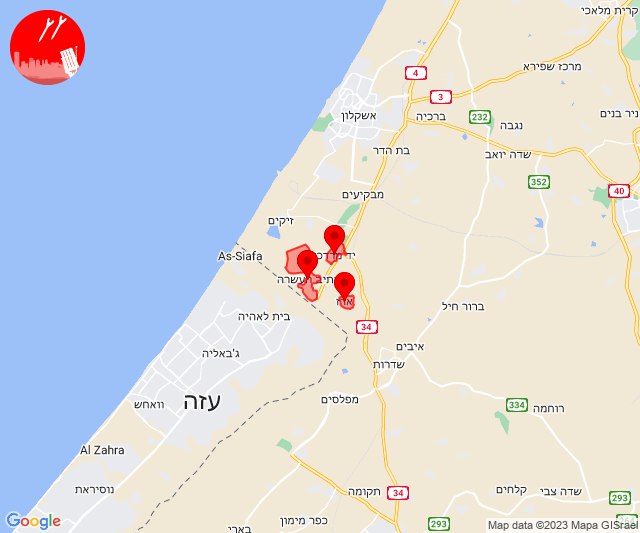 קרית מלאכי
מרכז שפירא
4
3
אשקלון
ברכיה
232
נגבה
ניר בנים
בת הדר
שדה יואב
352
40
מבקיעים
זיקים
As-Siafa
יד מרדכי
נתיב העשרה
ארז
ברור חיל
34
בית לאהיה
ג'באליה
איבים
שדרות
מפלסים
וואחש
עזה
334
רוחמה
Al Zahra
נוסיראת
תקומה
34
קלחים
שדה צבי
כפר מימון
בארי
293
293
293
Google
Map data ©2023 Mapa GISrael